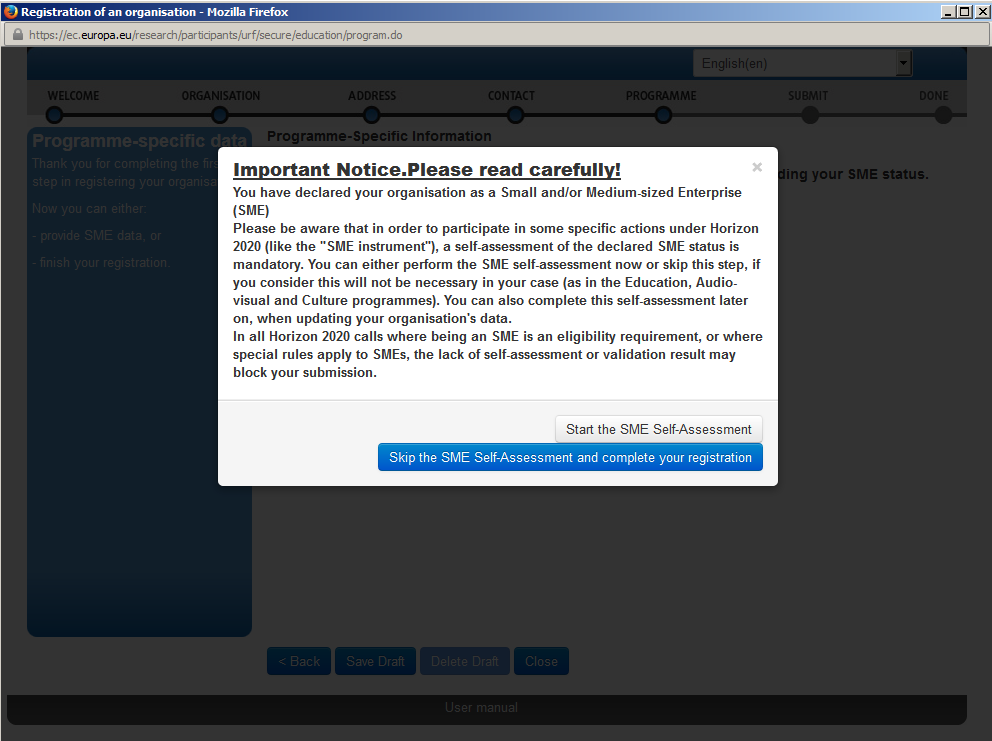 Registration of an organisation - Mozilla Firefox
https://ec.europa.eu/research/participants/urf/secure/education/program.do
English(en)
WELCOME ORGANISATION ADDRESS CONTACT PROGRAMME SUBMIT DONE
Programme-specific data
Thank you for completing the
step in registering your
Now you can either:
- provide SME data, or
- finish your registration.
Programme-Specific Information
your SME status.
Important Notice.Please read carefully!
×
You have declared your organisation as a Small and/or Medium-sized Enterprise
(SME)
Please be aware that in order to participate in some specific actions under Horizon
2020 (like the "SME instrument"), a self-assessment of the declared SME status is
mandatory. You can either perform the SME self-assessment now or skip this step, if
you consider this will not be necessary in your case (as in the Education, Audio-
visual and Culture programmes). You can also complete this self-assessment later
on, when updating your organisation's data.
In all Horizon 2020 calls where being an SME is an eligibility requirement, or where
special rules apply to SMEs, the lack of self-assessment or validation result may
block your submission.
Start the SME Self-Assessment
Skip the SME Self-Assessment and complete your registration
< Back Save Draft Delete Draft Close
User manual